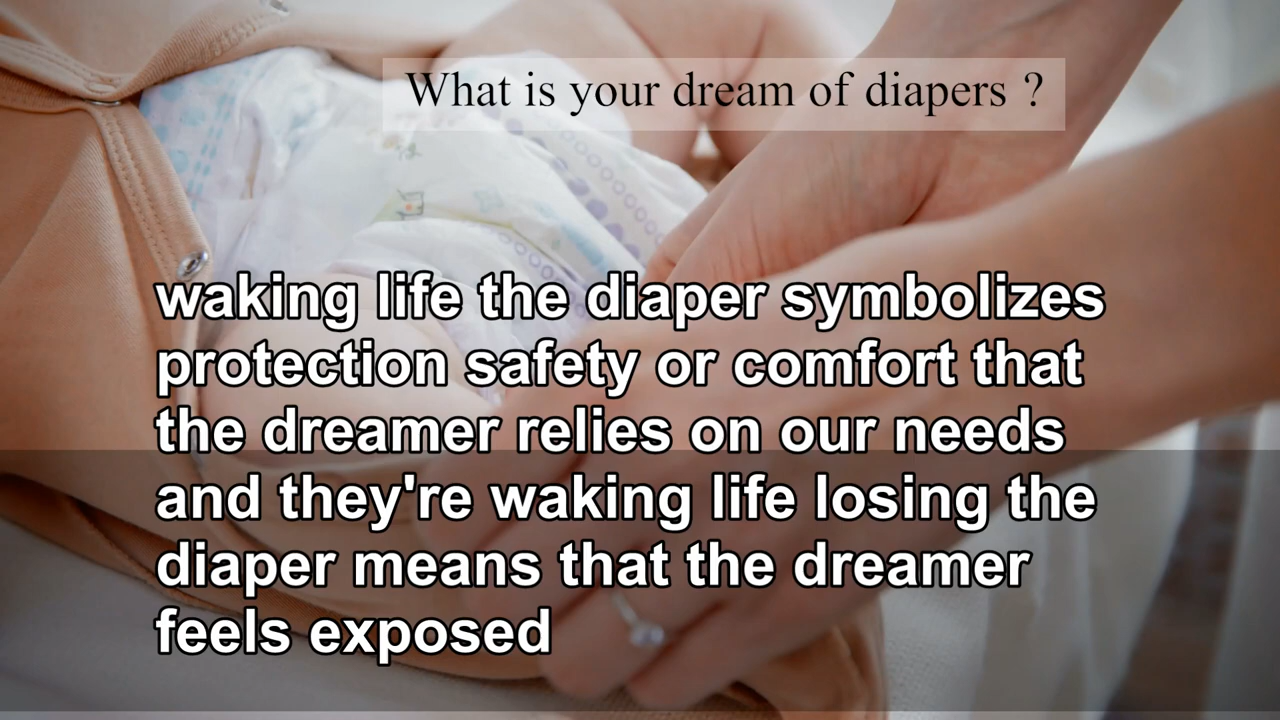 What is your dream of diapers ?
waking life the diaper symbolizes
protection safety or comfort that
the dreamer relies on our needs
and they're waking life losing the
diaper means that the dreamer
feels exposed